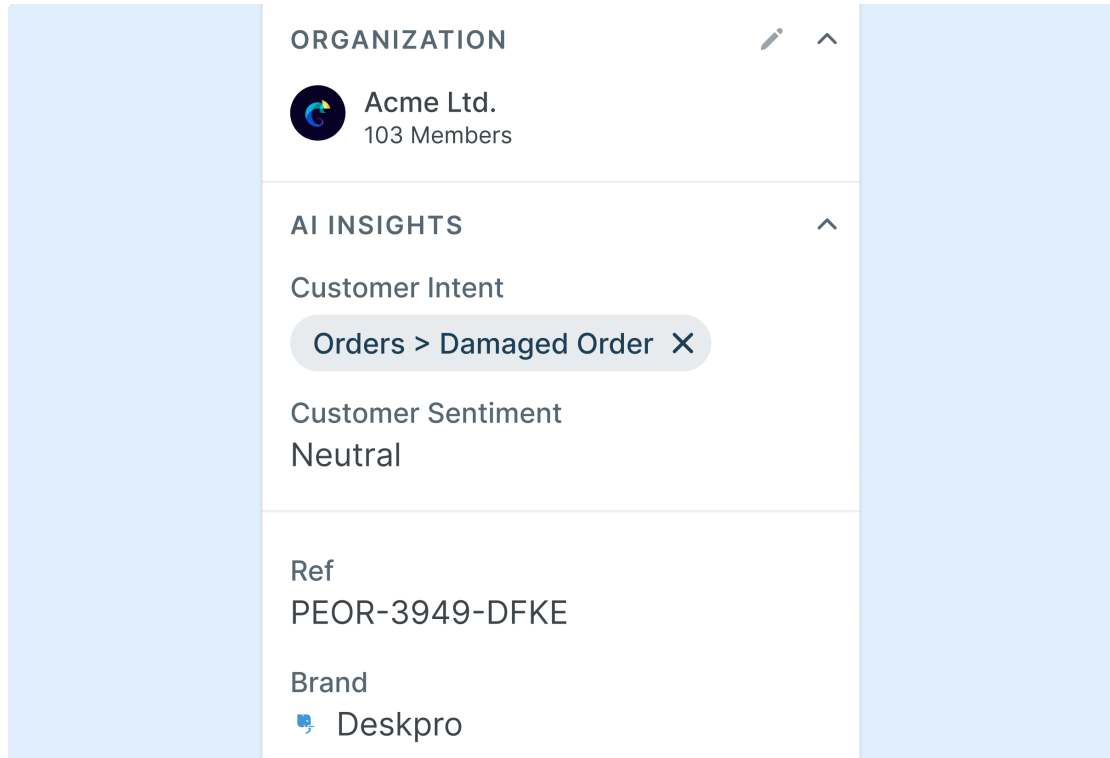 ORGANIZATION
Acme Ltd.
103 Members
AI INSIGHTS
Customer Intent
Orders > Damaged Order
Customer Sentiment
Neutral
Ref
PEOR-3949-DFKE
Brand
Deskpro